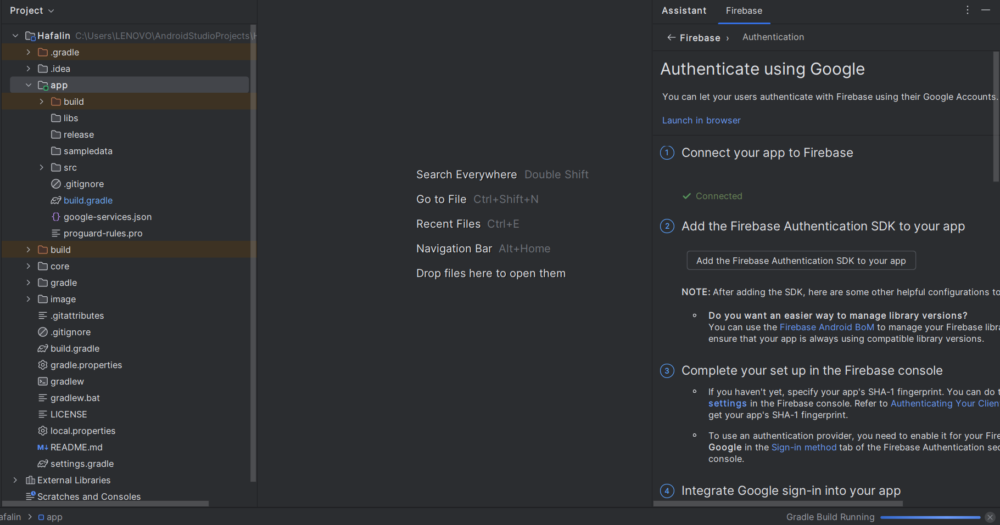 Project
Hafalin C:\Users\LENOVO\AndroidStudioProjects\
.gradle
.idea
app
build
libs
release
sampledata
src
.gitignore
build.gradle
google-services.json
proguard-rules.pro
build
core
gradle
image
.gitattributes
.gitignore
build.gradle
gradle.properties
gradlew
gradlew.bat
LICENSE
local.properties
README.md
settings.gradle
External Libraries
Scratches and Consoles
Search Everywhere Double Shift
Go to File Ctrl+Shift+N
Recent Files Ctrl+E
Navigation Bar Alt+Home
Drop files here to open them
Assistant Firebase
← Firebase › Authentication
Authenticate using Google
You can let your users authenticate with Firebase using their Google Accounts.
Launch in browser
1 Connect your app to Firebase
Connected
2 Add the Firebase Authentication SDK to your app
Add the Firebase Authentication SDK to your app
NOTE: After adding the SDK, here are some other helpful configurations to
Do you want an easier way to manage library versions?
You can use the Firebase Android BoM to manage your Firebase
ensure that your app is always using compatible library versions.
3 Complete your set up in the Firebase console
If you haven't yet, specify your app's SHA-1 fingerprint. You can do
settings in the Firebase console. Refer to Authenticating Your
get your app's SHA-1 fingerprint.
To use an authentication provider, you need to enable it for your
Google in the Sign-in method tab of the Firebase Authentication
console.
4 Integrate Google sign-in into your app
afalin > app
Gradle Build Running